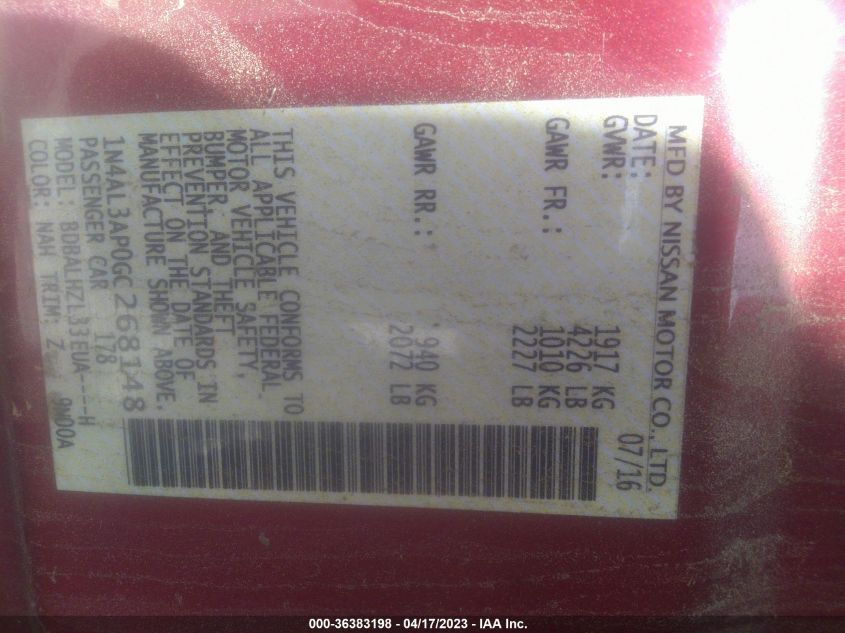 MFD BY NISSAN MOTOR CO., LTD.
DATE: 07/16
GVWR: 1917 KG
4226 LB
GAWR FR.: 1010 KG
2227 LB
GAWR RR.: 940 KG
2072 LB
THIS VEHICLE CONFORMS TO
ALL APPLICABLE FEDERAL
MOTOR VEHICLE SAFETY,
BUMPER, AND THEFT
PREVENTION STANDARDS IN
EFFECT ON THE DATE OF
MANUFACTURE SHOWN ABOVE.
1N4AL3AP0GC268148
PASSENGER CAR 178
MODEL: BDBALHZL33EUA----H
COLOR: NAH TRIM: Z 9N00A
000-36383198 - 04/17/2023 - IAA Inc.